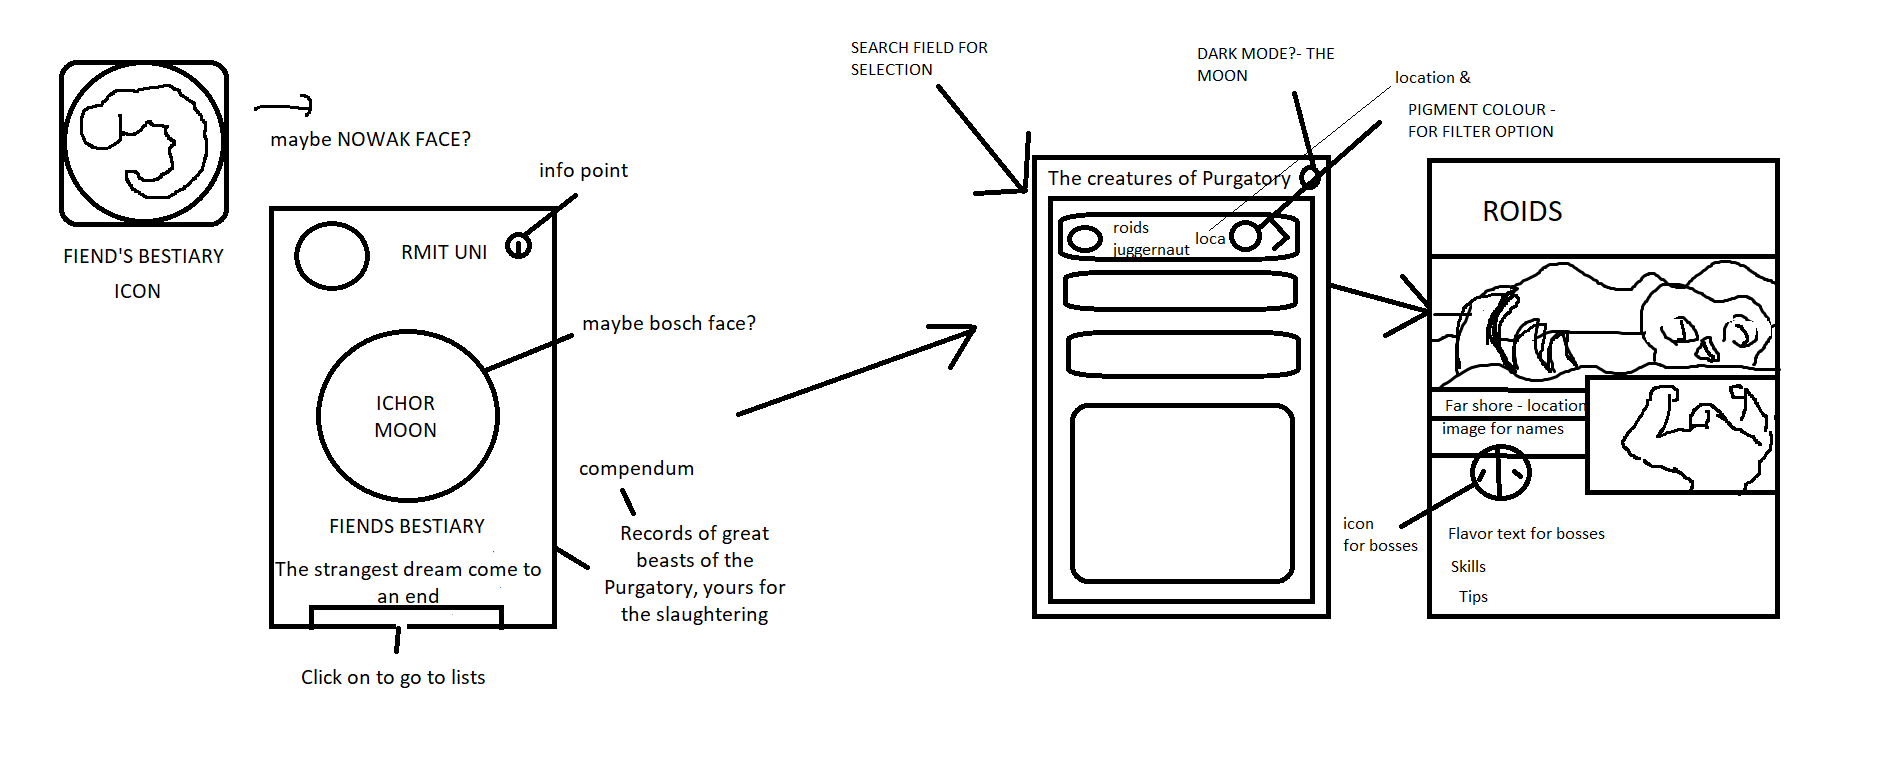 FIEND'S BESTIARY
ICON
maybe NOWAK FACE?
info point
RMIT UNI
maybe bosch face?
ICHOR
MOON
FIENDS BESTIARY
The strangest dream come to
an end
Click on to go to lists
compendum
Records of great
beasts of the
Purgatory, yours for
the slaughtering
SEARCH FIELD FOR
SELECTION
DARK MODE?- THE
MOON
location &
PIGMENT COLOUR -
FOR FILTER OPTION
The creatures of Purgatory
roids
juggernaut
loca
ROIDS
Far shore - location
image for names
icon
for bosses
Flavor text for bosses
Skills
Tips